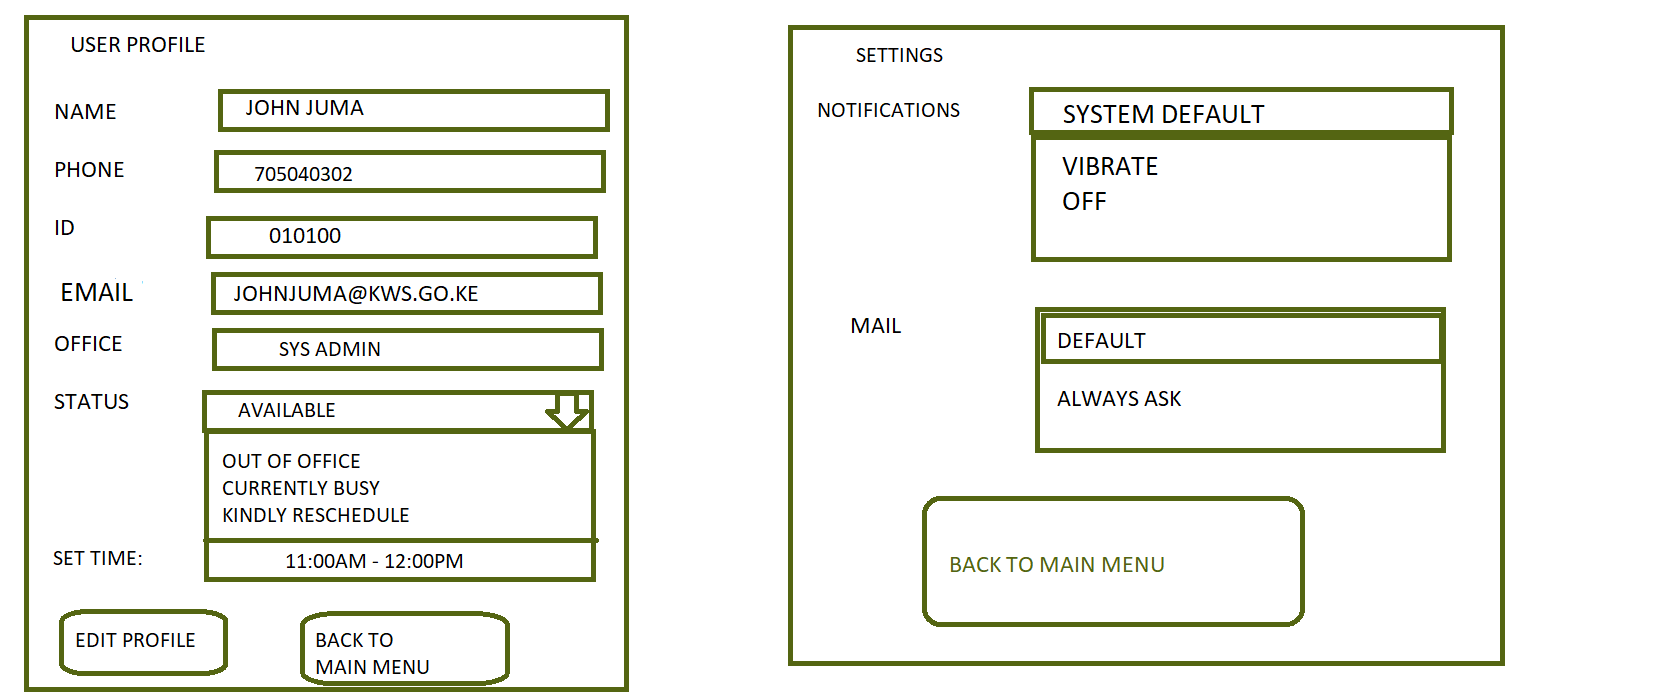 USER PROFILE
NAME
JOHN JUMA
PHONE
705040302
ID
010100
EMAIL
JOHNJUMA@KWS.GO.KE
OFFICE
SYS ADMIN
STATUS
AVAILABLE
OUT OF OFFICE
CURRENTLY BUSY
KINDLY RESCHEDULE
SET TIME:
11:00AM - 12:00PM
EDIT PROFILE
BACK TO
MAIN MENU
SETTINGS
NOTIFICATIONS
SYSTEM DEFAULT
VIBRATE
OFF
MAIL
DEFAULT
ALWAYS ASK
BACK TO MAIN MENU